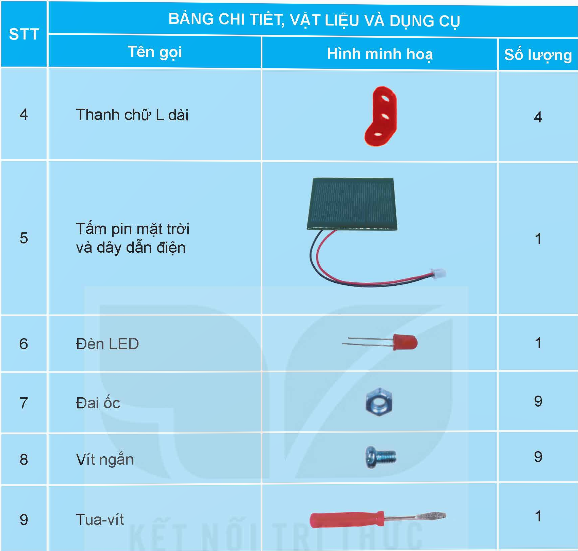 STT
BẢNG CHI TIẾT, VẬT LIỆU VÀ DỤNG CỤ
Tên gọi
Hình minh hoạ
Số lượng
4
Thanh chữ L dài
4
5
Tấm pin mặt trời
và dây dẫn điện
1
6
Đèn LED
1
7
Đai ốc
9
8
Vít ngắn
9
9
Tua-vít
1
KẾT NỐI TRI THỨC